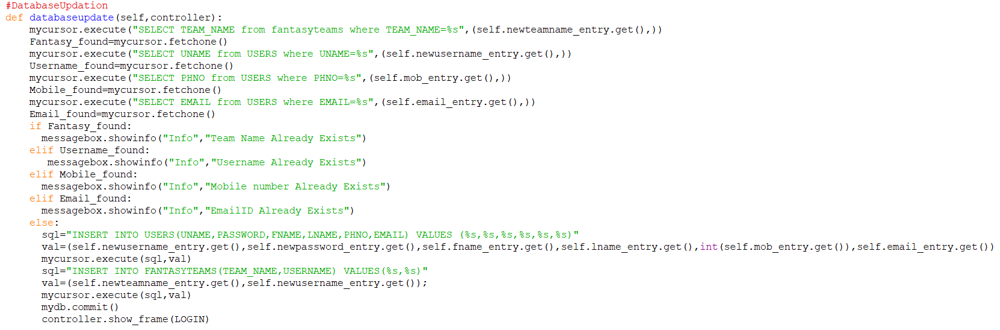 #DatabaseUpdation
def databaseupdate(self,controller):
    mycursor.execute("SELECT TEAM_NAME from fantasyteams where TEAM_NAME=%s",(self.newteamname_entry.get(),))
    Fantasy_found=mycursor.fetchone()
    mycursor.execute("SELECT UNAME from USERS where UNAME=%s",(self.newusername_entry.get(),))
    Username_found=mycursor.fetchone()
    mycursor.execute("SELECT PHNO from USERS where PHNO=%s",(self.mob_entry.get(),))
    Mobile_found=mycursor.fetchone()
    mycursor.execute("SELECT EMAIL from USERS where EMAIL=%s",(self.email_entry.get(),))
    Email_found=mycursor.fetchone()
    if Fantasy_found:
      messagebox.showinfo("Info","Team Name Already Exists")
    elif Username_found:
       messagebox.showinfo("Info","Username Already Exists")
    elif Mobile_found:
      messagebox.showinfo("Info","Mobile number Already Exists")
    elif Email_found:
      messagebox.showinfo("Info","EmailID Already Exists")
    else:
      sql="INSERT INTO USERS(UNAME,PASSWORD,FNAME,LNAME,PHNO,EMAIL) VALUES (%s,%s,%s,%s,%s,%s)"
      val=(self.newusername_entry.get(),self.newpassword_entry.get(),self.fname_entry.get(),self.lname_entry.get(),int(self.mob_entry.get()),self.email_entry.get())
      mycursor.execute(sql,val)
      sql="INSERT INTO FANTASYTEAMS(TEAM_NAME,USERNAME) VALUES(%s,%s)"
      val=(self.newteamname_entry.get(),self.newusername_entry.get());
      mycursor.execute(sql,val)
      mydb.commit()
      controller.show_frame(LOGIN)